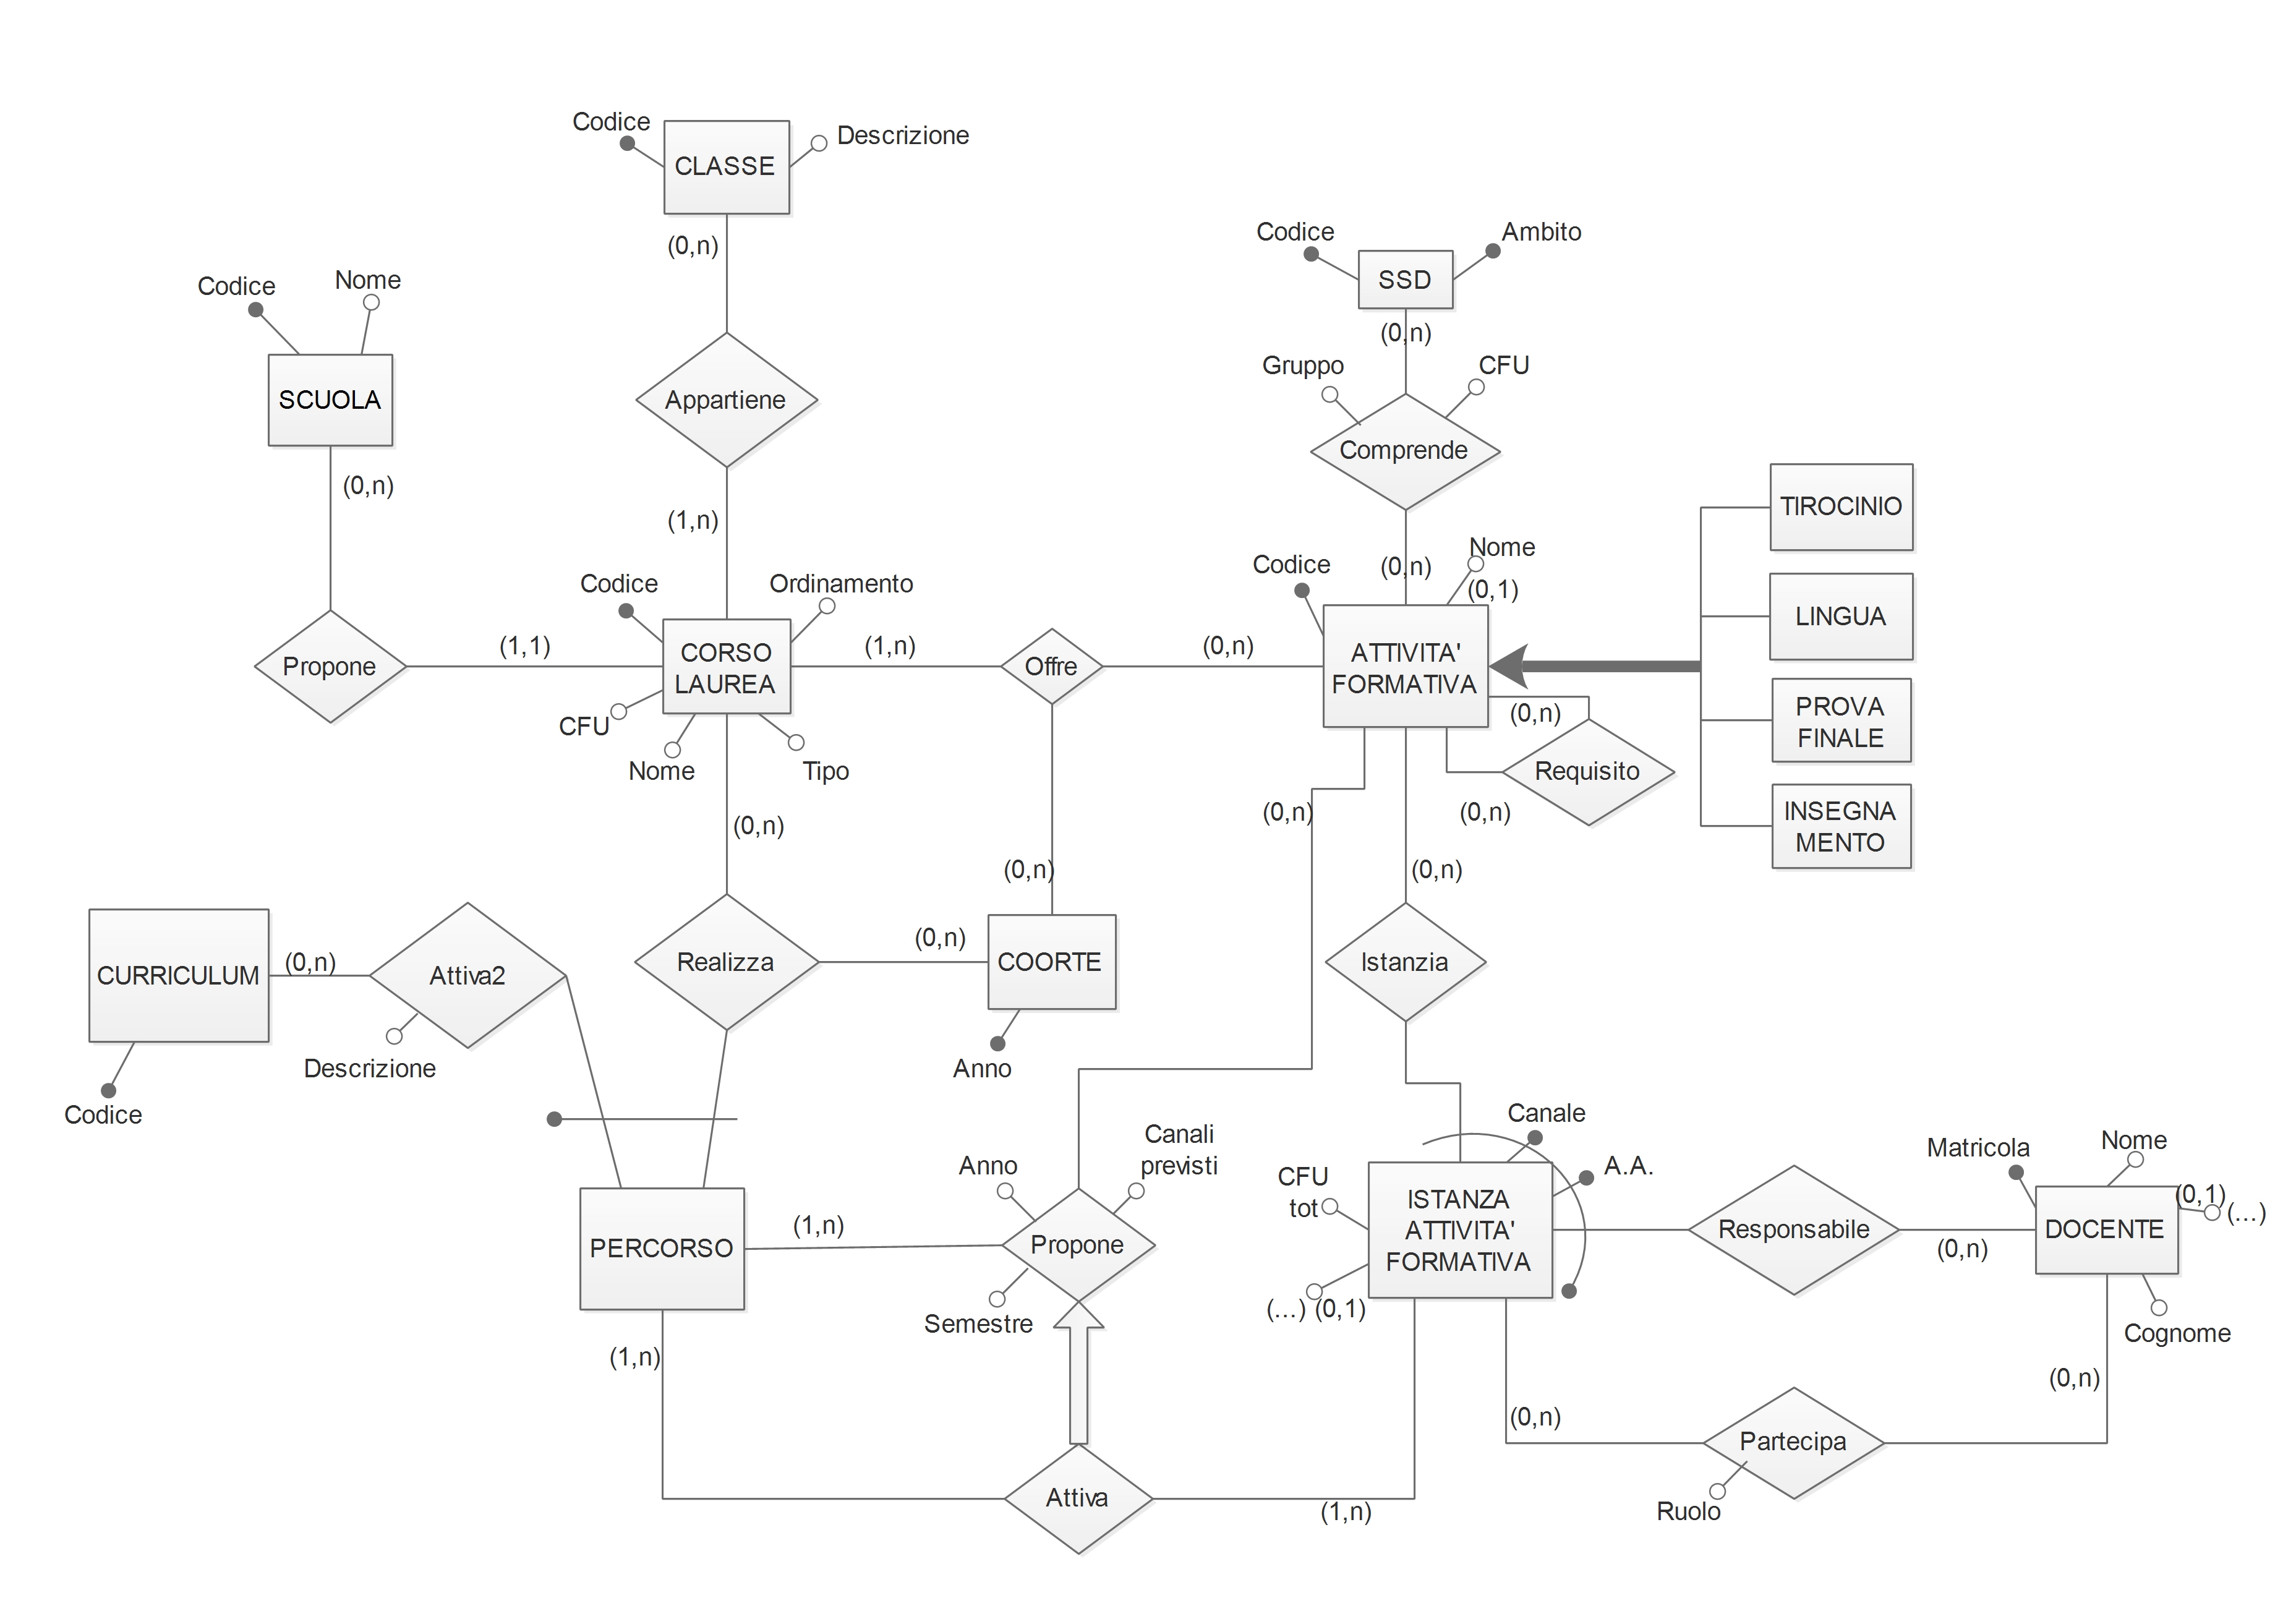 Codice
CLASSE
Descrizione
(0,n)
Codice
Ambito
SSD
(0,n)
Codice
Nome
SCUOLA
(0,n)
Appartiene
Gruppo
CFU
Comprende
(1,n)
(0,n)
TIROCINIO
LINGUA
PROVA
FINALE
INSEGNA
MENTO
Codice
Ordinamento
Codice
Nome
(0,1)
Propone
(1,1)
CORSO
LAUREA
(1,n)
Offre
(0,n)
ATTIVITA'
FORMATIVA
CFU
Nome
Tipo
(0,n)
Requisito
(0,n)
(0,n)
(0,n)
(0,n)
(0,n)
CURRICULUM
(0,n)
Attiva2
Realizza
(0,n)
COORTE
Istanzia
Descrizione
Anno
Codice
Anno
Canali
previsti
CFU
tot
Canale
A.A.
Matricola
Nome
(0,1)
(...)
PERCORSO
(1,n)
Propone
ISTANZA
ATTIVITA'
FORMATIVA
Responsabile
(0,n)
DOCENTE
Semestre
(...) (0,1)
Cognome
(1,n)
(0,n)
(0,n)
Partecipa
Attiva
(1,n)
Ruolo